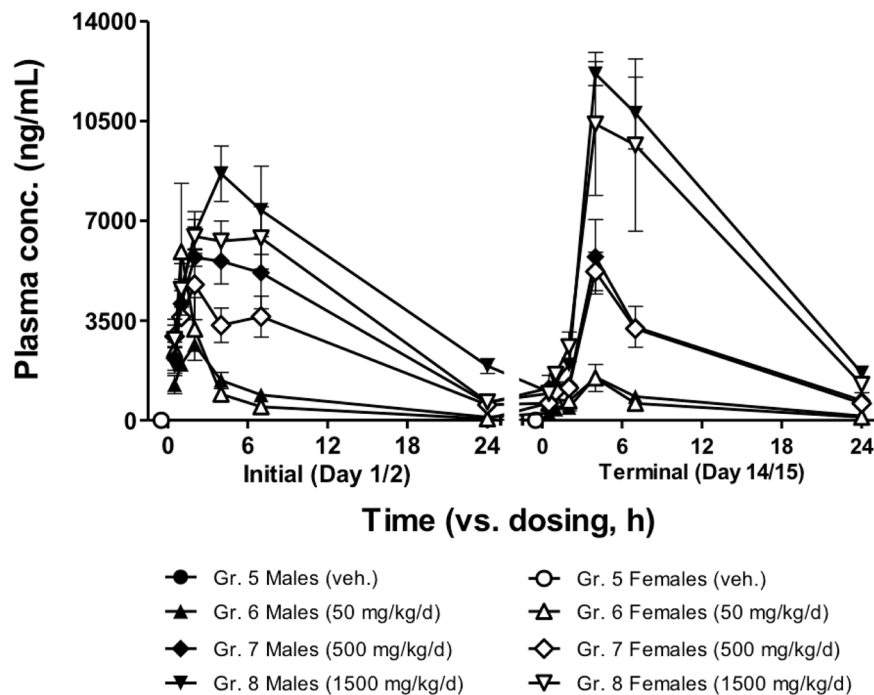 14000
10500
7000
3500
0
Plasma conc. (ng/mL)
0 6 12 18 24
0 6 12 18 24
Initial (Day 1/2)
Terminal (Day 14/15)
Time (vs. dosing, h)
Gr. 5 Males (veh.)
Gr. 6 Males (50 mg/kg/d)
Gr. 7 Males (500 mg/kg/d)
Gr. 8 Males (1500 mg/kg/d)
Gr. 5 Females (veh.)
Gr. 6 Females (50 mg/kg/d)
Gr. 7 Females (500 mg/kg/d)
Gr. 8 Females (1500 mg/kg/d)